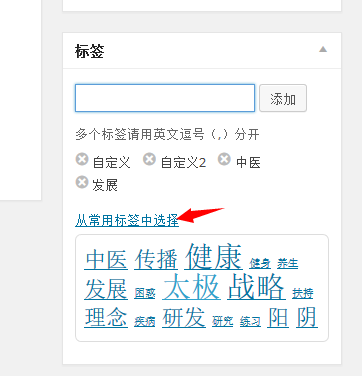 标签
添加
多个标签请用英文逗号（,）分开
自定义 自定义2 中医
发展
从常用标签中选择
中医 传播 健康 健身 养生
发展 困惑 太极 战略 扶持
理念 疾病 研发 研究 练习 阳 阴